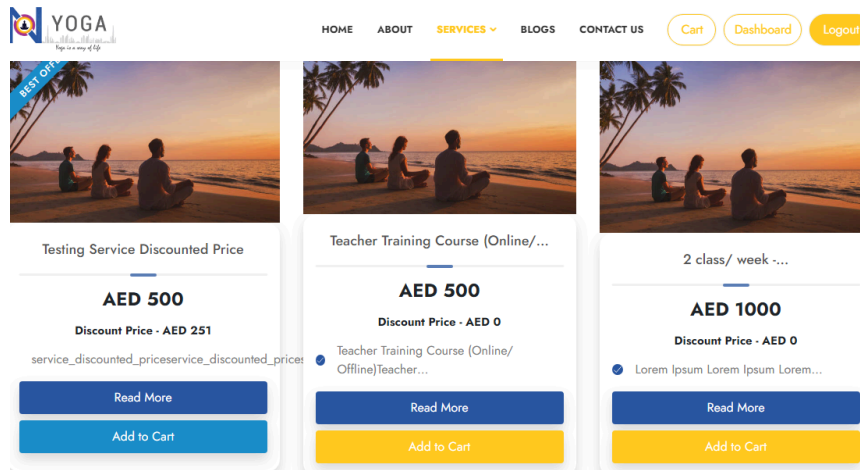 YOGA
Yoga is a way of life
HOME
ABOUT
SERVICES
BLOGS
CONTACT US
Cart
Dashboard
Logout
BEST OFFE
Testing Service Discounted Price
AED 500
Discount Price - AED 251
service_discounted_priceservice_discounted_prices
Read More
Add to Cart
Teacher Training Course (Online/...
AED 500
Discount Price - AED 0
Teacher Training Course (Online/
Offline)Teacher...
Read More
Add to Cart
2 class/ week -...
AED 1000
Discount Price - AED 0
Lorem Ipsum Lorem Ipsum Lorem...
Read More
Add to Cart